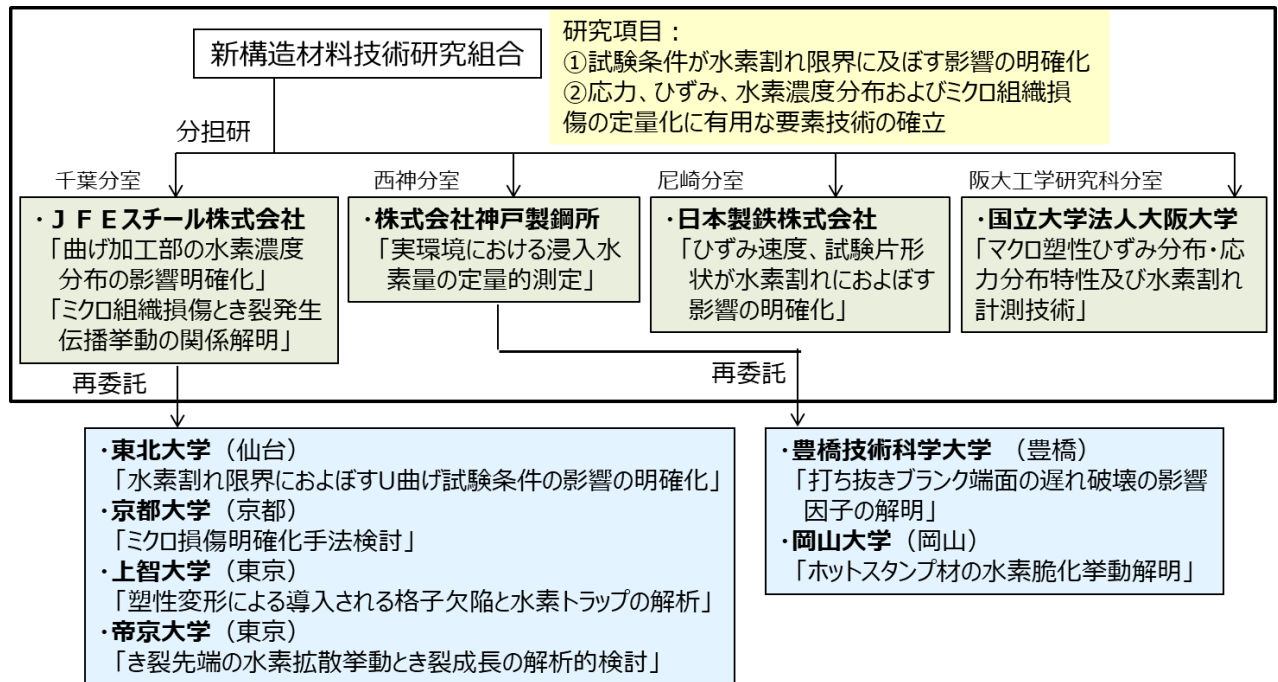 新構造材料技術研究組合
研究項目：
①試験条件が水素割れ限界に及ぼす影響の明確化
②応力、ひずみ、水素濃度分布およびミクロ組織損
傷の定量化に有用な要素技術の確立
分担研
千葉分室
・ＪＦＥスチール株式会社
「曲げ加工部の水素濃度
分布の影響明確化」
「ミクロ組織損傷とき裂発生
伝播挙動の関係解明」
西神分室
・株式会社神戸製鋼所
「実環境における浸入水
素量の定量的測定」
尼崎分室
・日本製鉄株式会社
「ひずみ速度、試験片形
状が水素割れにおよぼす
影響の明確化」
阪大工学研究科分室
・国立大学法人大阪大学
「マクロ塑性ひずみ分布・応
力分布特性及び水素割れ
計測技術」
再委託
再委託
・東北大学（仙台）
「水素割れ限界におよぼすU曲げ試験条件の影響の明確化」
・京都大学（京都）
「ミクロ損傷明確化手法検討」
・上智大学（東京）
「塑性変形による導入される格子欠陥と水素トラップの解析」
・帝京大学（東京）
「き裂先端の水素拡散挙動とき裂成長の解析的検討」
・豊橋技術科学大学（豊橋）
「打ち抜きブランク端面の遅れ破壊の影響
因子の解明」
・岡山大学（岡山）
「ホットスタンプ材の水素脆化挙動解明」